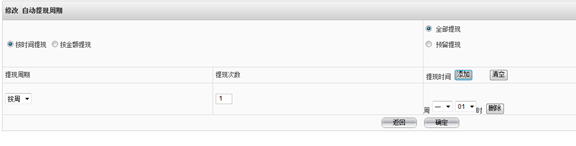 修改 自动提现周期
按时间提现 按金额提现
全部提现
预留提现
提现周期 提现次数 提现时间 添加 清空
按周 1
周 一 01 时 删除
返回 确定